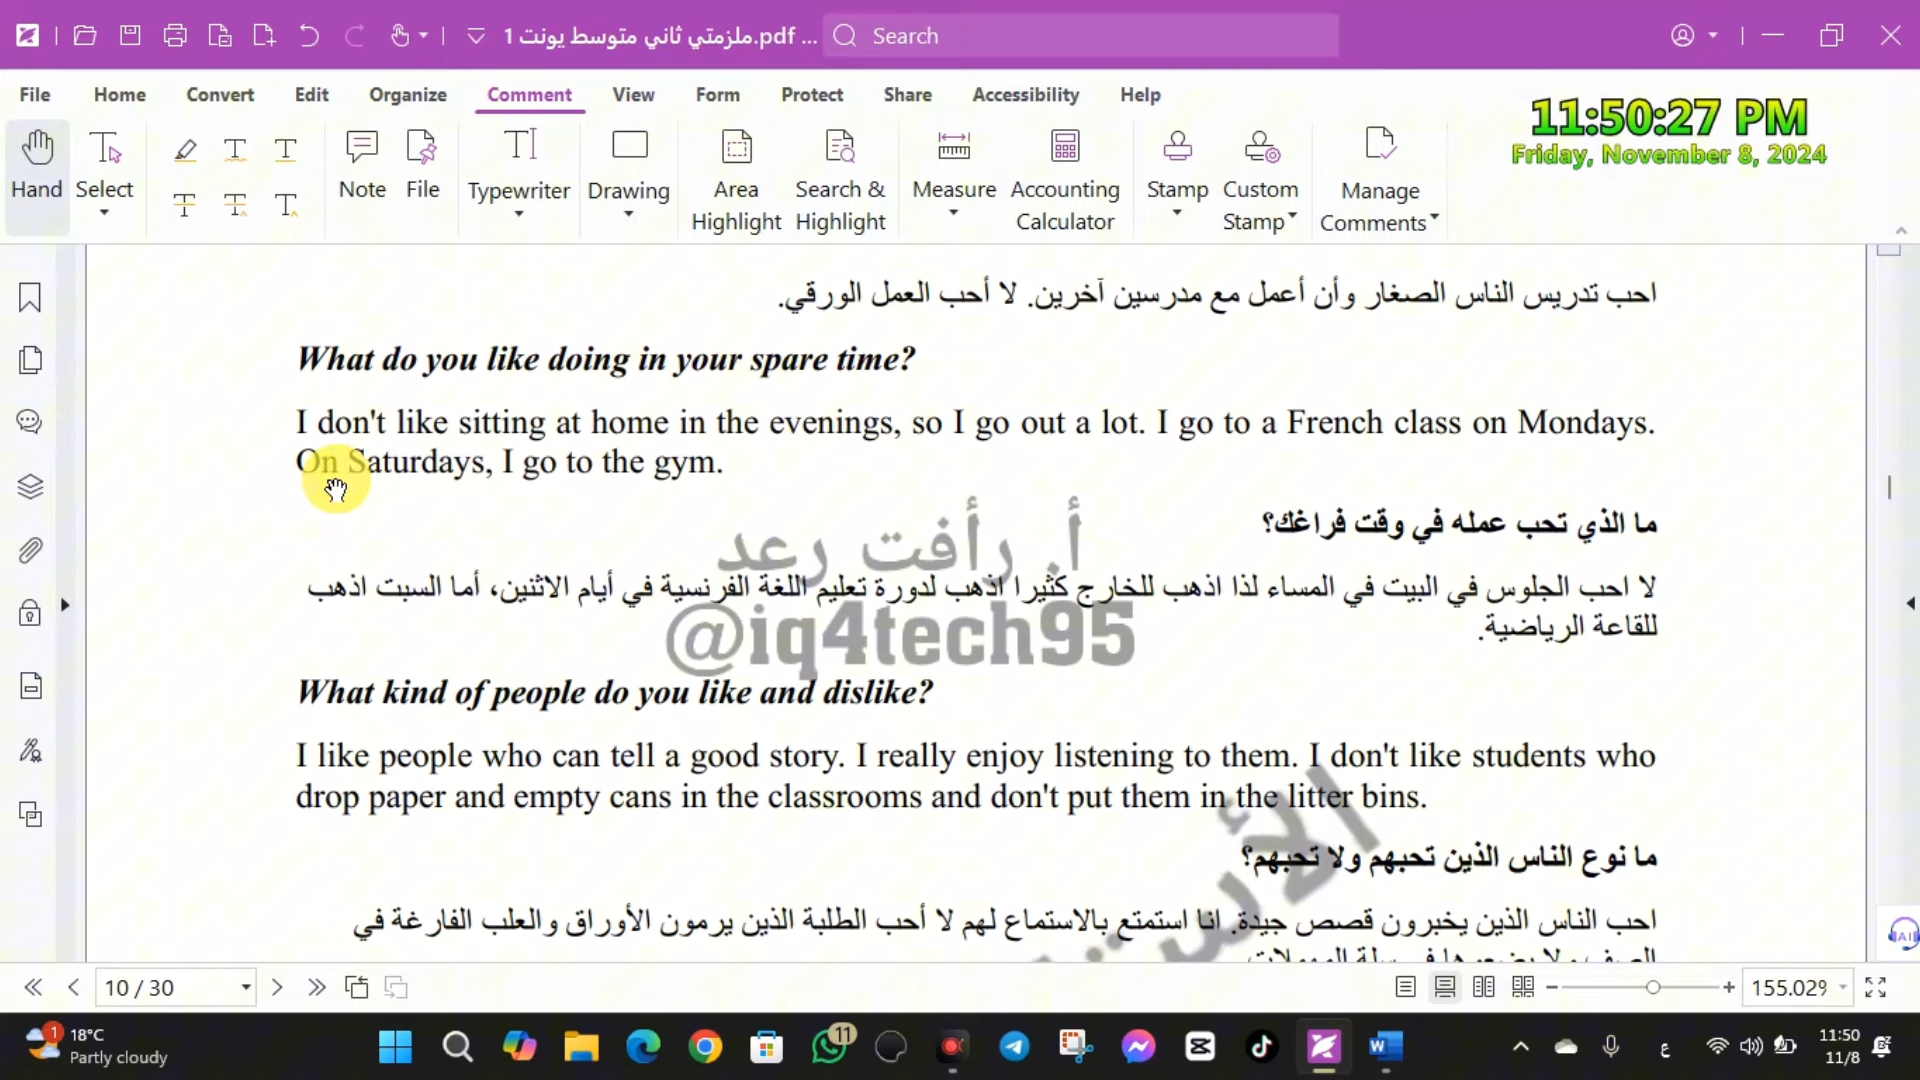 ملزمتي ثاني متوسط يونت 1.pdf ...
Search
File Home Convert Edit Organize Comment View Form Protect Share Accessibility Help
11:50:27 PM
Friday, November 8, 2024
Hand Select Note File Typewriter Drawing Area Highlight Search & Highlight Measure Accounting Calculator Stamp Custom Stamp Manage Comments
احب تدريس الناس الصغار وأن أعمل مع مدرسين آخرين. لا أحب العمل الورقي.
What do you like doing in your spare time?
I don't like sitting at home in the evenings, so I go out a lot. I go to a French class on Mondays.
On Saturdays, I go to the gym.
ما الذي تحب عمله في وقت فراغك؟
أ. رأفت رعد
لا احب الجلوس في البيت في المساء لذا اذهب للخارج كثيرا اذهب لدورة تعليم اللغة الفرنسية في أيام الاثنين، أما السبت اذهب
للقاعة الرياضية.
@iq4tech95
What kind of people do you like and dislike?
I like people who can tell a good story. I really enjoy listening to them. I don't like students who
drop paper and empty cans in the classrooms and don't put them in the litter bins.
ما نوع الناس الذين تحبهم ولا تحبهم؟
احب الناس الذين يخبرون قصص جيدة. انا استمتع بالاستماع لهم لا أحب الطلبة الذين يرمون الأوراق والعلب الفارغة في
10 / 30
155.029
18°C
Partly cloudy
11
11:50
11/8